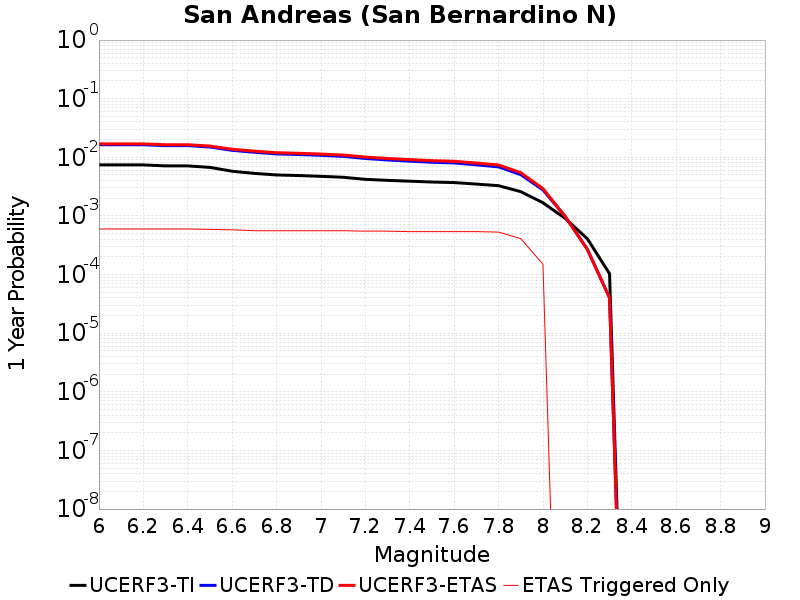 San Andreas (San Bernardino N)
10^0
10^-1
10^-2
10^-3
10^-4
10^-5
10^-6
10^-7
10^-8
1 Year Probability
6 6.2 6.4 6.6 6.8 7 7.2 7.4 7.6 7.8 8 8.2 8.4 8.6 8.8 9
Magnitude
UCERF3-TI UCERF3-TD UCERF3-ETAS ETAS Triggered Only